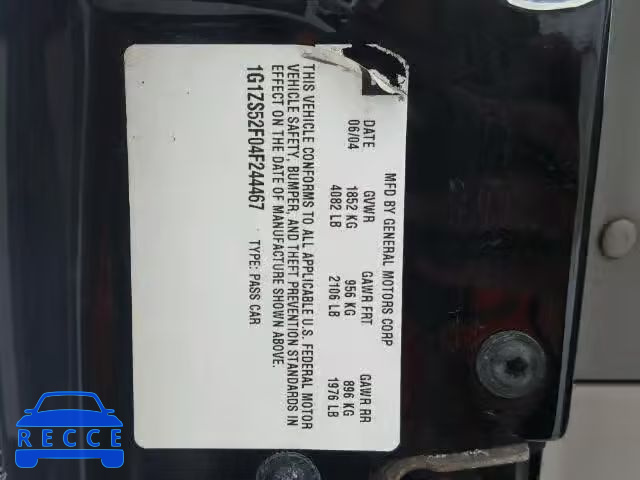 MFD BY GENERAL MOTORS CORP
DATE GVWR GAWR FRT GAWR RR
06/04 1852 KG 956 KG 896 KG
4082 LB 2106 LB 1976 LB
THIS VEHICLE CONFORMS TO ALL APPLICABLE U.S. FEDERAL MOTOR
VEHICLE SAFETY, BUMPER, AND THEFT PREVENTION STANDARDS IN
EFFECT ON THE DATE OF MANUFACTURE SHOWN ABOVE.
1G1ZS52F04F244467 TYPE: PASS CAR
RECCE